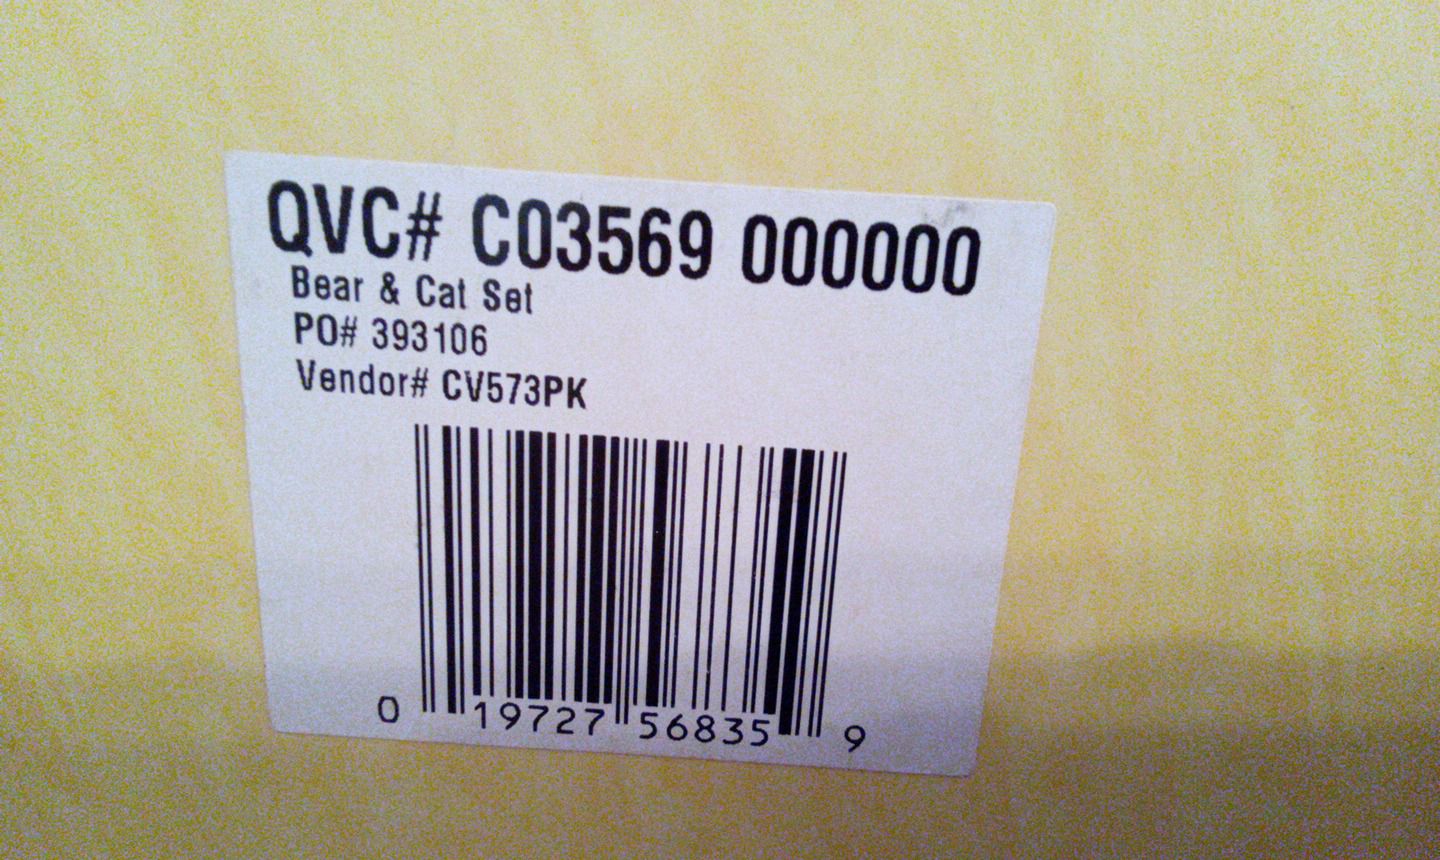 QVC# C03569 000000
Bear & Cat Set
PO# 393106
Vendor# CV573PK
0 19727 56835 9